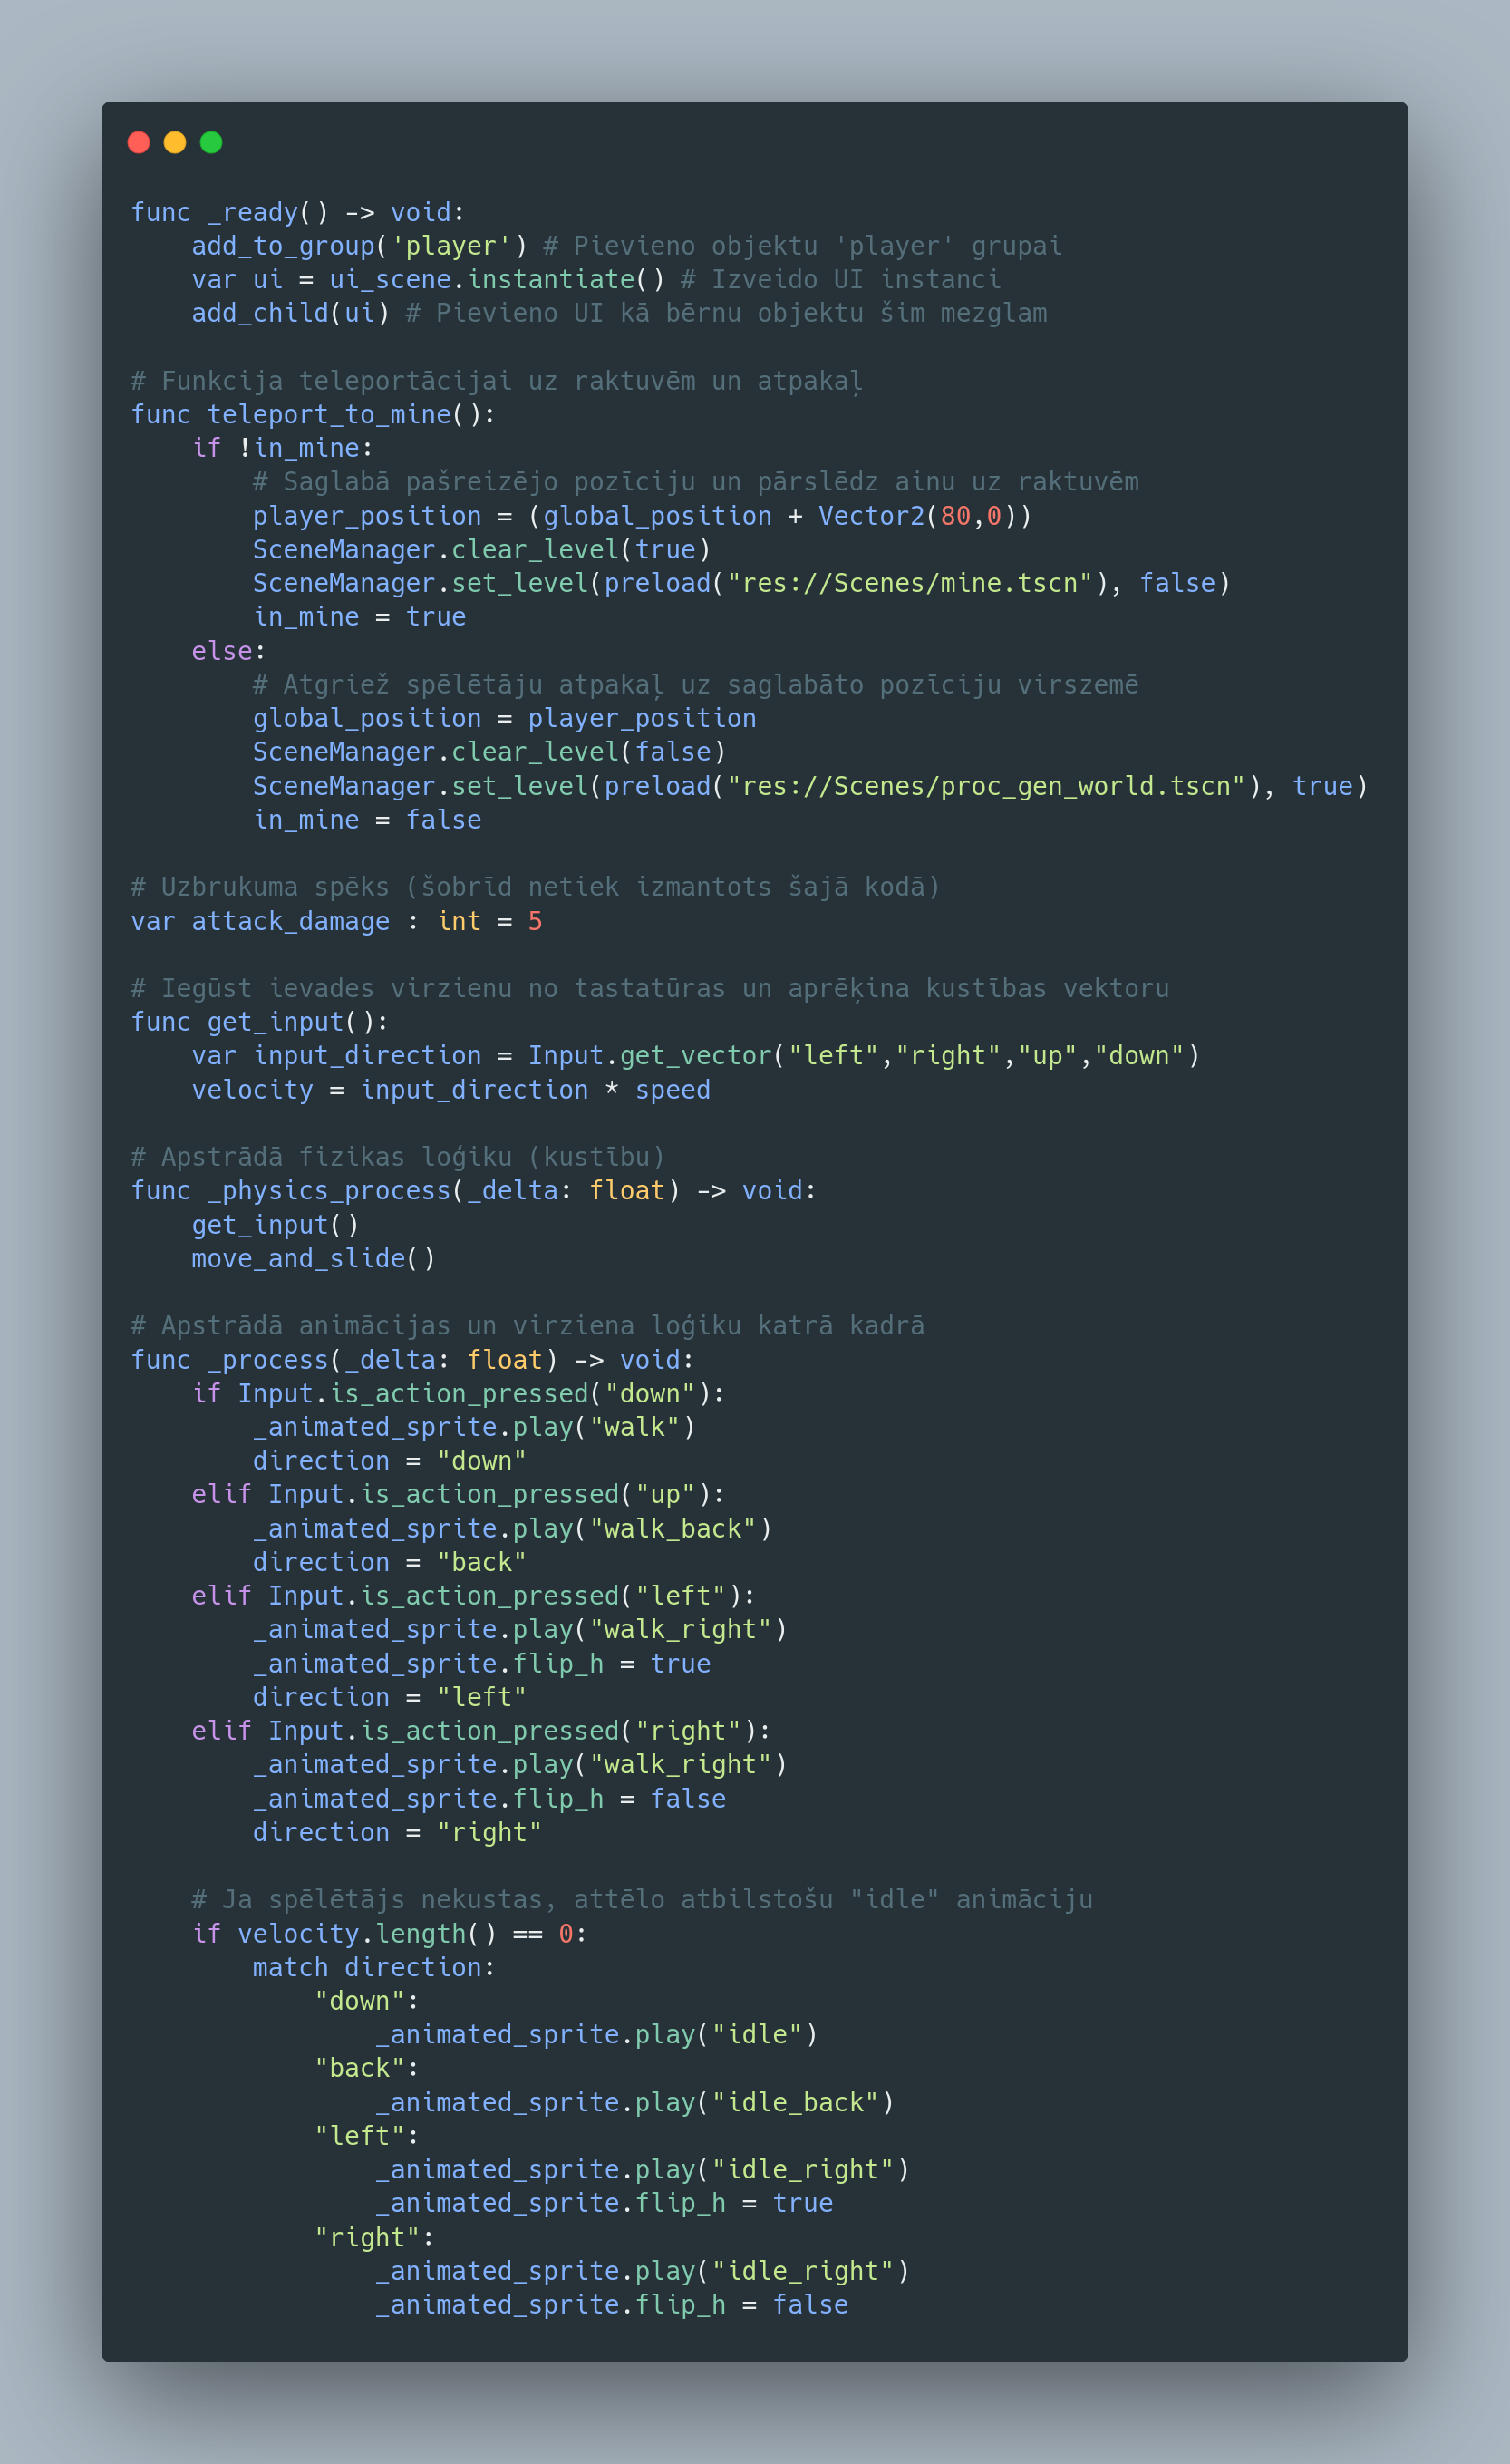 func _ready() -> void:
    add_to_group('player') # Pievieno objektu 'player' grupai
    var ui = ui_scene.instantiate() # Izveido UI instanci
    add_child(ui) # Pievieno UI kā bērnu objektu šim mezglam

# Funkcija teleportācijai uz raktuvēm un atpakaļ
func teleport_to_mine():
    if !in_mine:
        # Saglabā pašreizējo pozīciju un pārslēdz ainu uz raktuvēm
        player_position = (global_position + Vector2(80,0))
        SceneManager.clear_level(true)
        SceneManager.set_level(preload("res://Scenes/mine.tscn"), false)
        in_mine = true
    else:
        # Atgriež spēlētāju atpakaļ uz saglabāto pozīciju virszemē
        global_position = player_position
        SceneManager.clear_level(false)
        SceneManager.set_level(preload("res://Scenes/proc_gen_world.tscn"), true)
        in_mine = false

# Uzbrukuma spēks (šobrīd netiek izmantots šajā kodā)
var attack_damage : int = 5

# Iegūst ievades virzienu no tastatūras un aprēķina kustības vektoru
func get_input():
    var input_direction = Input.get_vector("left","right","up","down")
    velocity = input_direction * speed

# Apstrādā fizikas loģiku (kustību)
func _physics_process(_delta: float) -> void:
    get_input()
    move_and_slide()

# Apstrādā animācijas un virziena loģiku katrā kadrā
func _process(_delta: float) -> void:
    if Input.is_action_pressed("down"):
        _animated_sprite.play("walk")
        direction = "down"
    elif Input.is_action_pressed("up"):
        _animated_sprite.play("walk_back")
        direction = "back"
    elif Input.is_action_pressed("left"):
        _animated_sprite.play("walk_right")
        _animated_sprite.flip_h = true
        direction = "left"
    elif Input.is_action_pressed("right"):
        _animated_sprite.play("walk_right")
        _animated_sprite.flip_h = false
        direction = "right"

    # Ja spēlētājs nekustas, attēlo atbilstošu "idle" animāciju
    if velocity.length() == 0:
        match direction:
            "down":
                _animated_sprite.play("idle")
            "back":
                _animated_sprite.play("idle_back")
            "left":
                _animated_sprite.play("idle_right")
                _animated_sprite.flip_h = true
            "right":
                _animated_sprite.play("idle_right")
                _animated_sprite.flip_h = false